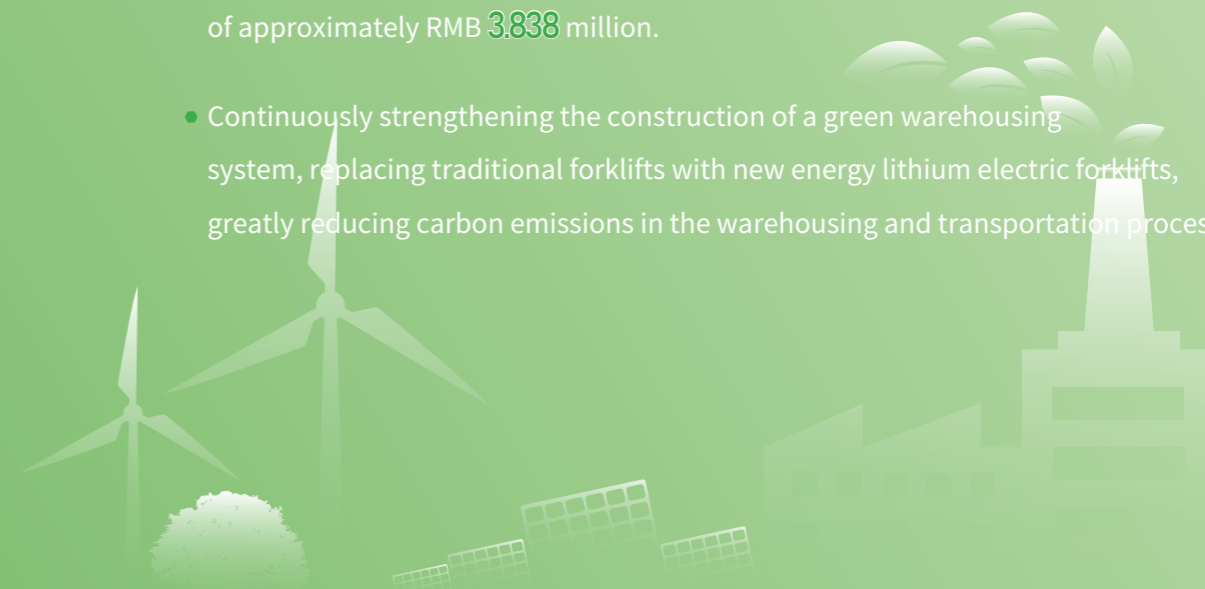 of approximately RMB 3.838 million.
Continuously strengthening the construction of a green warehousing
system, replacing traditional forklifts with new energy lithium electric forklifts,
greatly reducing carbon emissions in the warehousing and transportation